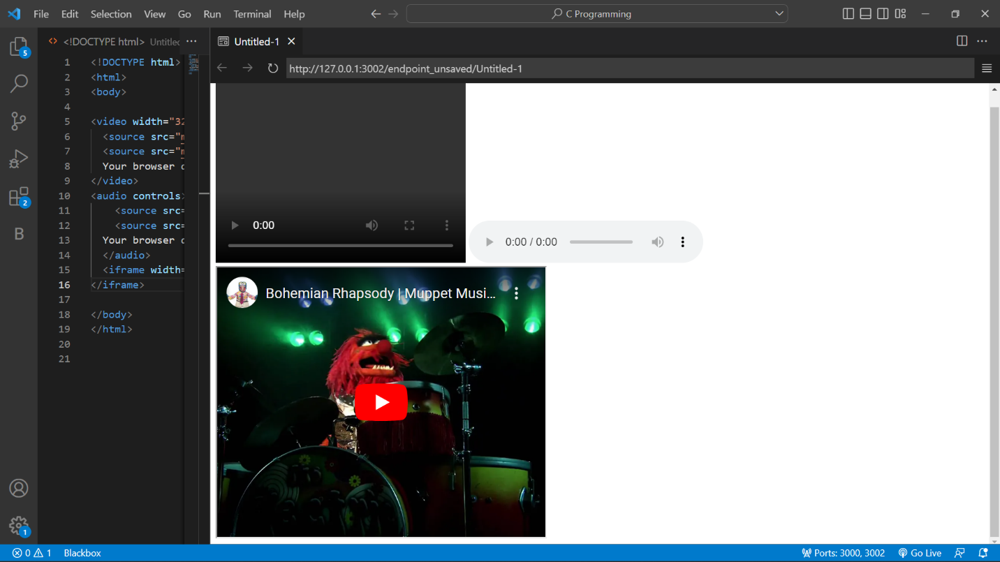 File Edit Selection View Go Run Terminal Help C Programming
5
<!DOCTYPE html> Untitled ...
Untitled-1
http://127.0.0.1:3002/endpoint_unsaved/Untitled-1
1 <!DOCTYPE html>
2 <html>
3 <body>
4
5 <video width="32
6 <source src="m
7 <source src="m
8 Your browser
9 </video>
10 <audio controls>
11 <source src=
12 <source src=
13 Your browser
14 </audio>
15 <iframe width=
16 </iframe>
17
18 </body>
19 </html>
20
21
2
B
0:00
0:00 / 0:00
Bohemian Rhapsody | Muppet Musi...
1
0 1 Blackbox Ports: 3000, 3002 Go Live